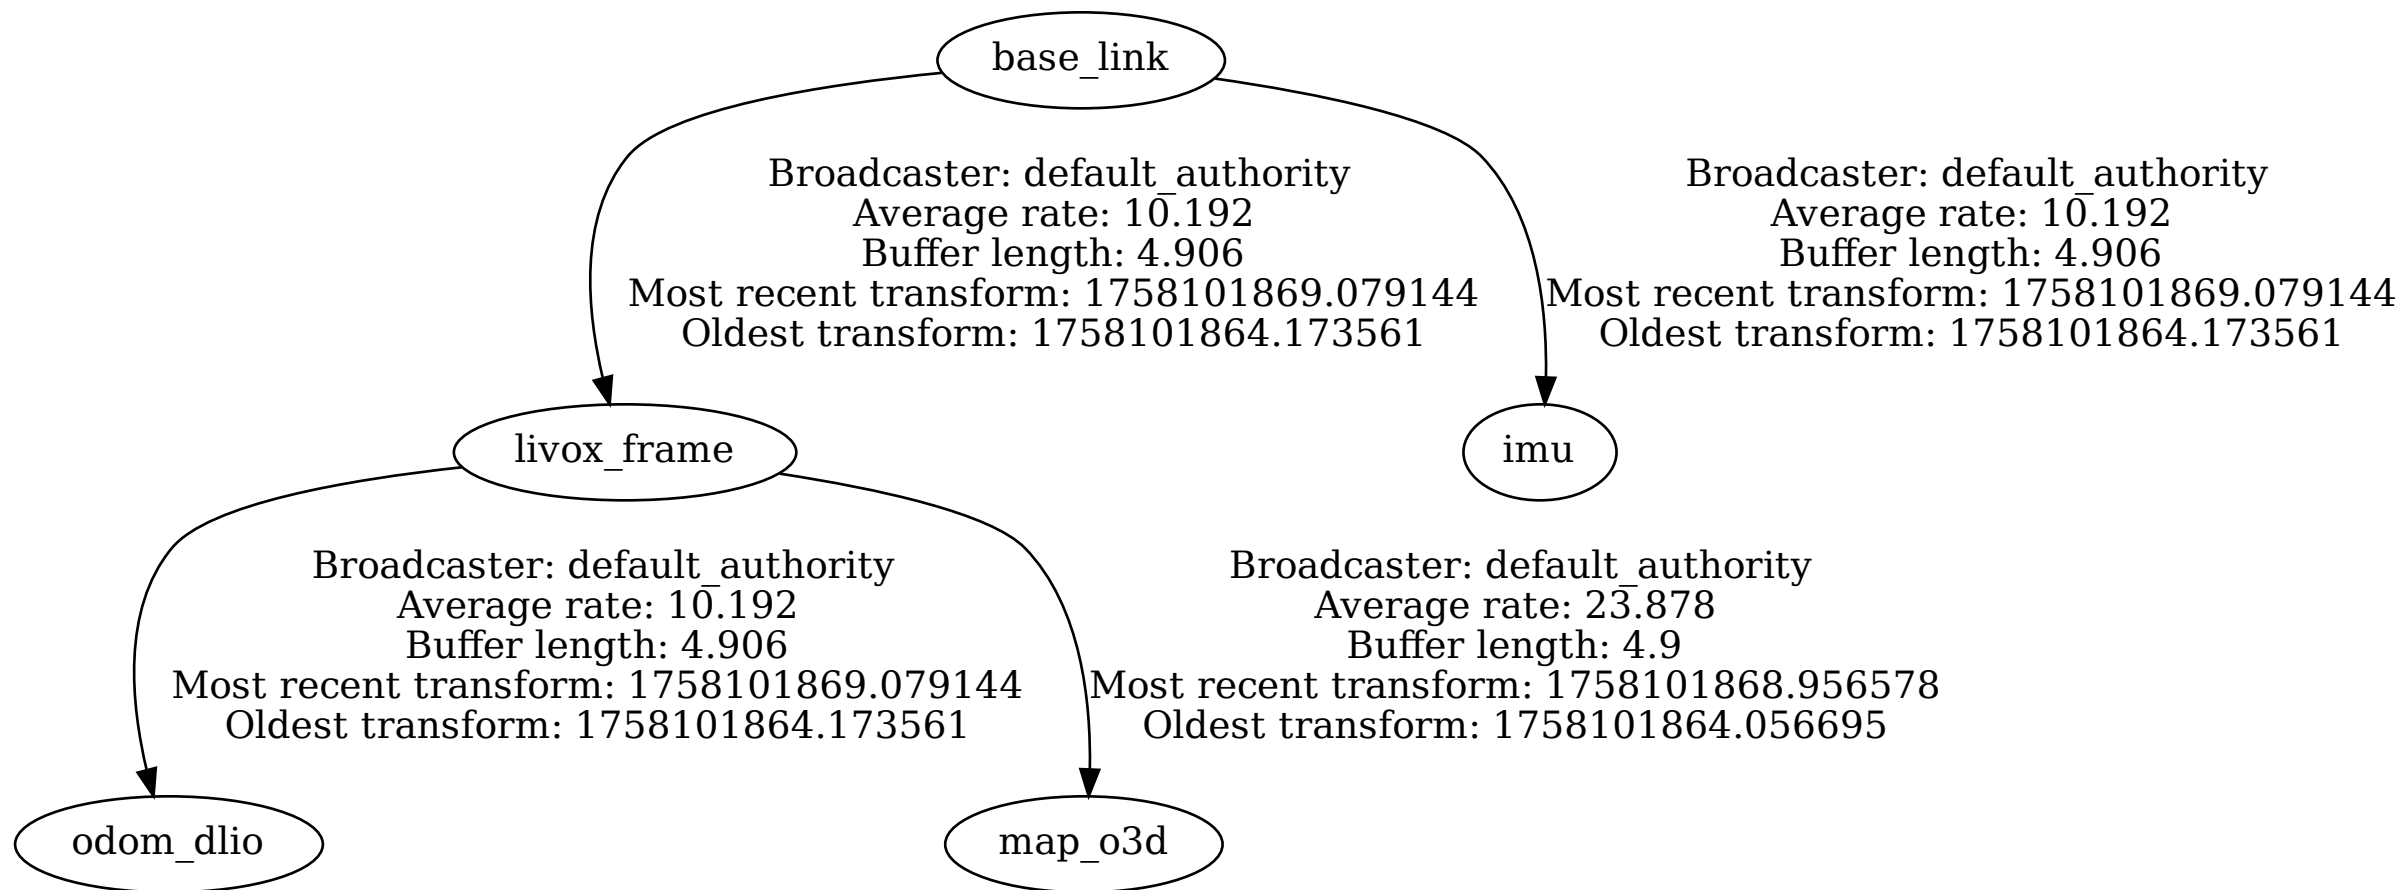 base_link
Broadcaster: default_authority
Average rate: 10.192
Buffer length: 4.906
Most recent transform: 1758101869.079144
Oldest transform: 1758101864.173561
Broadcaster: default_authority
Average rate: 10.192
Buffer length: 4.906
Most recent transform: 1758101869.079144
Oldest transform: 1758101864.173561
livox_frame
imu
Broadcaster: default_authority
Average rate: 10.192
Buffer length: 4.906
Most recent transform: 1758101869.079144
Oldest transform: 1758101864.173561
Broadcaster: default_authority
Average rate: 23.878
Buffer length: 4.9
Most recent transform: 1758101868.956578
Oldest transform: 1758101864.056695
odom_dlio
map_o3d